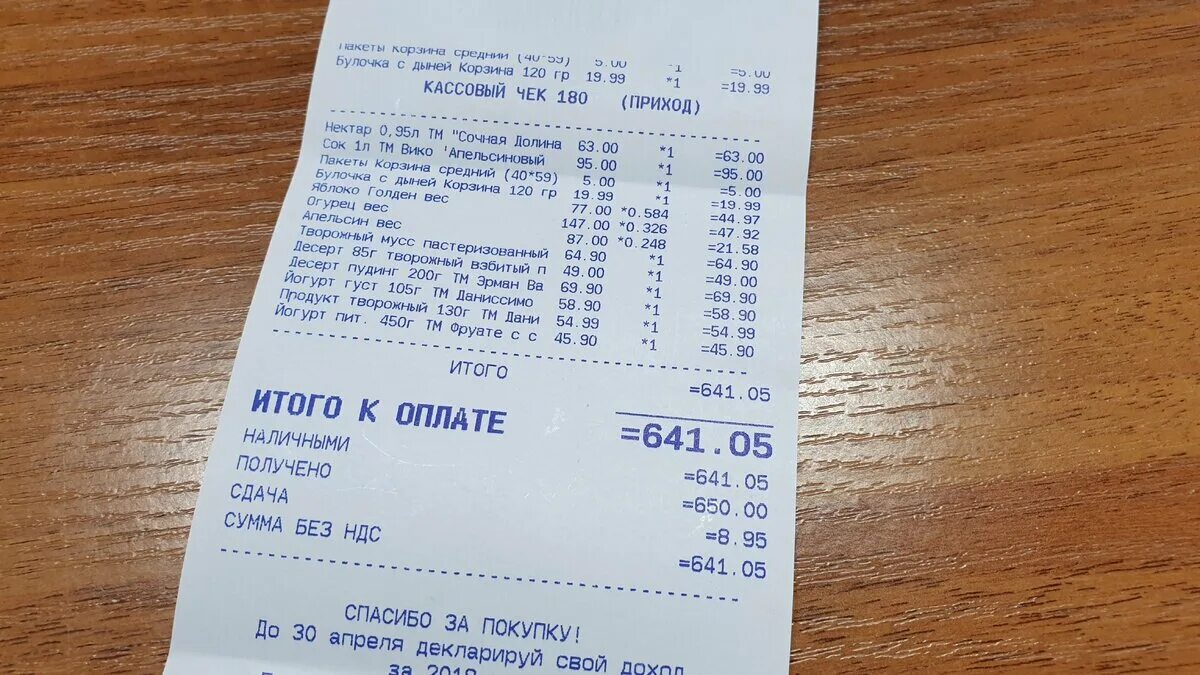 Пакеты Корзина средний (40*59) 5.00 *1 =5.00
Булочка с дыней Корзина 120 гр 19.99 *1 =19.99
КАССОВЫЙ ЧЕК 180 (ПРИХОД)
Нектар 0,95л ТМ "Сочная Долина 63.00 *1 =63.00
Сок 1л ТМ Вико 'Апельсиновый 95.00 *1 =95.00
Пакеты Корзина средний (40*59) 5.00 *1 =5.00
Булочка с дыней Корзина 120 гр 19.99 *1 =19.99
Яблоко Голден вес 77.00 *0.584 =44.97
Огурец вес 147.00 *0.326 =47.92
Апельсин вес 87.00 *0.248 =21.58
Творожный мусс пастеризованный 64.90 *1 =64.90
Десерт 85г творожный взбитый п 49.00 *1 =49.00
Десерт пудинг 200г ТМ Эрман Ва 69.90 *1 =69.90
Йогурт густ 105г ТМ Даниссимо 58.90 *1 =58.90
Продукт творожный 130г ТМ Дани 54.99 *1 =54.99
Йогурт пит. 450г ТМ Фруате с с 45.90 *1 =45.90
ИТОГО =641.05
ИТОГО К ОПЛАТЕ =641.05
НАЛИЧНЫМИ =641.05
ПОЛУЧЕНО =650.00
СДАЧА =8.95
СУММА БЕЗ НДС =641.05
СПАСИБО ЗА ПОКУПКУ!
До 30 апреля декларируй свой доход
за